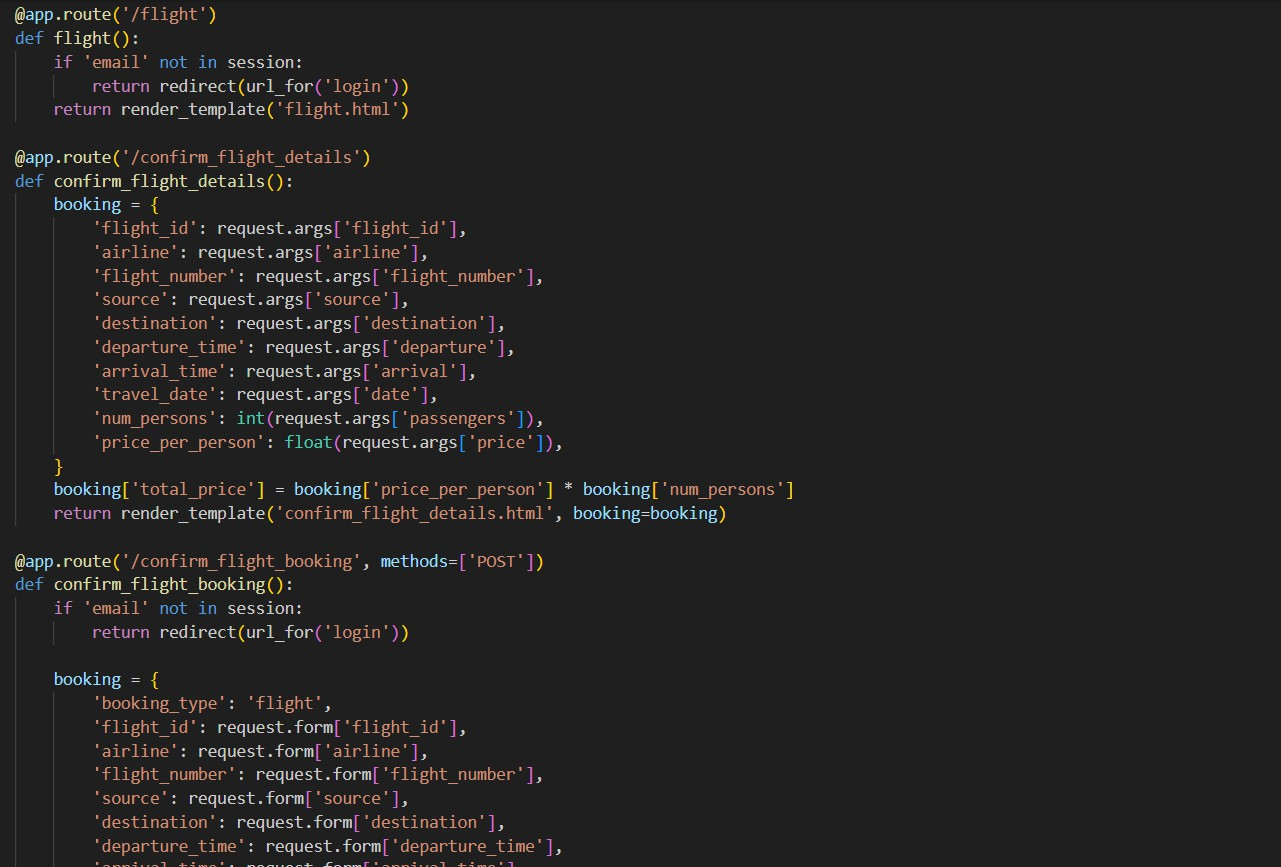 @app.route('/flight')
def flight():
    if 'email' not in session:
        return redirect(url_for('login'))
    return render_template('flight.html')

@app.route('/confirm_flight_details')
def confirm_flight_details():
    booking = {
        'flight_id': request.args['flight_id'],
        'airline': request.args['airline'],
        'flight_number': request.args['flight_number'],
        'source': request.args['source'],
        'destination': request.args['destination'],
        'departure_time': request.args['departure'],
        'arrival_time': request.args['arrival'],
        'travel_date': request.args['date'],
        'num_persons': int(request.args['passengers']),
        'price_per_person': float(request.args['price']),
    }
    booking['total_price'] = booking['price_per_person'] * booking['num_persons']
    return render_template('confirm_flight_details.html', booking=booking)

@app.route('/confirm_flight_booking', methods=['POST'])
def confirm_flight_booking():
    if 'email' not in session:
        return redirect(url_for('login'))

    booking = {
        'booking_type': 'flight',
        'flight_id': request.form['flight_id'],
        'airline': request.form['airline'],
        'flight_number': request.form['flight_number'],
        'source': request.form['source'],
        'destination': request.form['destination'],
        'departure_time': request.form['departure_time'],
        'arrival_time': request.form['arrival_time'],